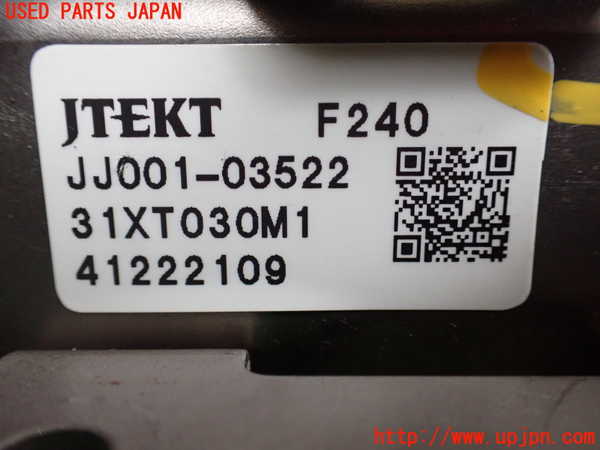 USED PARTS JAPAN
JTEKT F240
JJ001-03522
31XT030M1
41222109
http://www.upjpn.com/